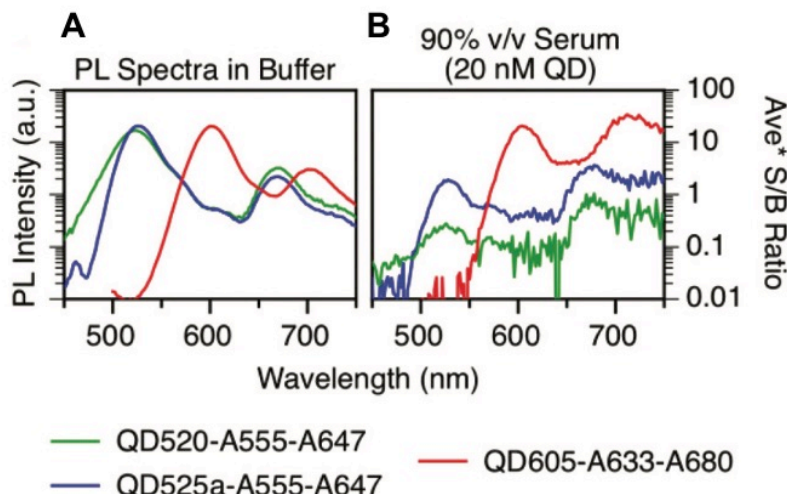 A
B
PL Spectra in Buffer
90% v/v Serum
(20 nM QD)
PL Intensity (a.u.)
100
10
1
0.1
0.01
Ave* S/B Ratio
500 600 700
500 600 700
Wavelength (nm)
QD520-A555-A647
QD525a-A555-A647
QD605-A633-A680